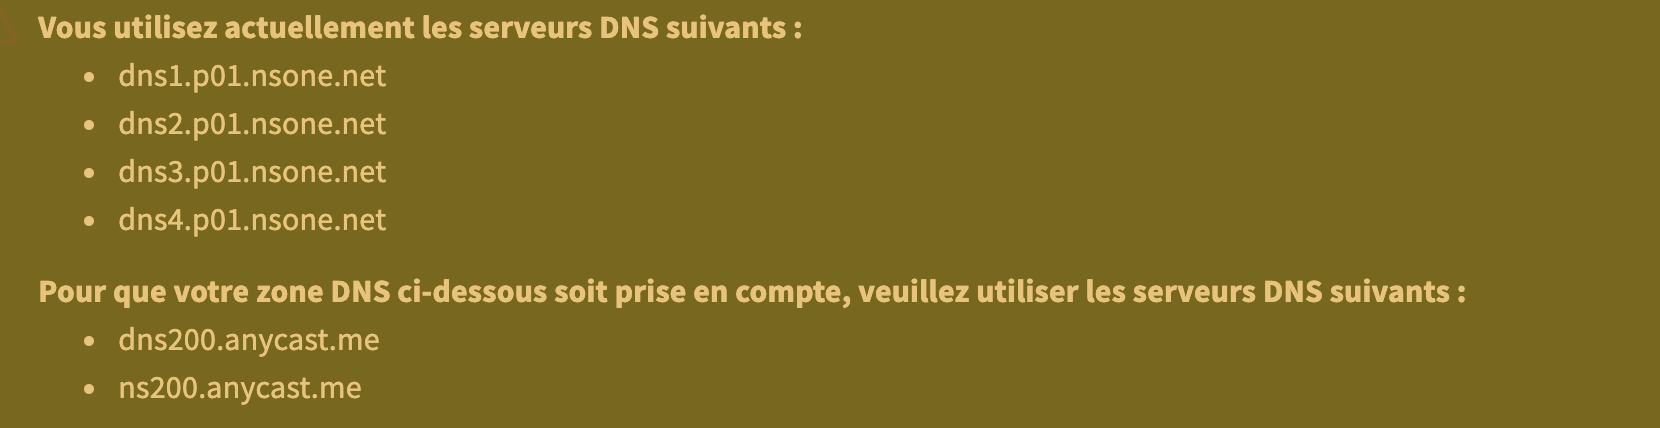 Vous utilisez actuellement les serveurs DNS suivants :
dns1.p01.nsone.net
dns2.p01.nsone.net
dns3.p01.nsone.net
dns4.p01.nsone.net
Pour que votre zone DNS ci-dessous soit prise en compte, veuillez utiliser les serveurs DNS suivants :
dns200.anycast.me
ns200.anycast.me